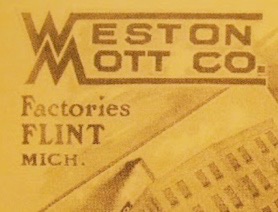 WESTON
MOTT CO.
Factories
FLINT
MICH.